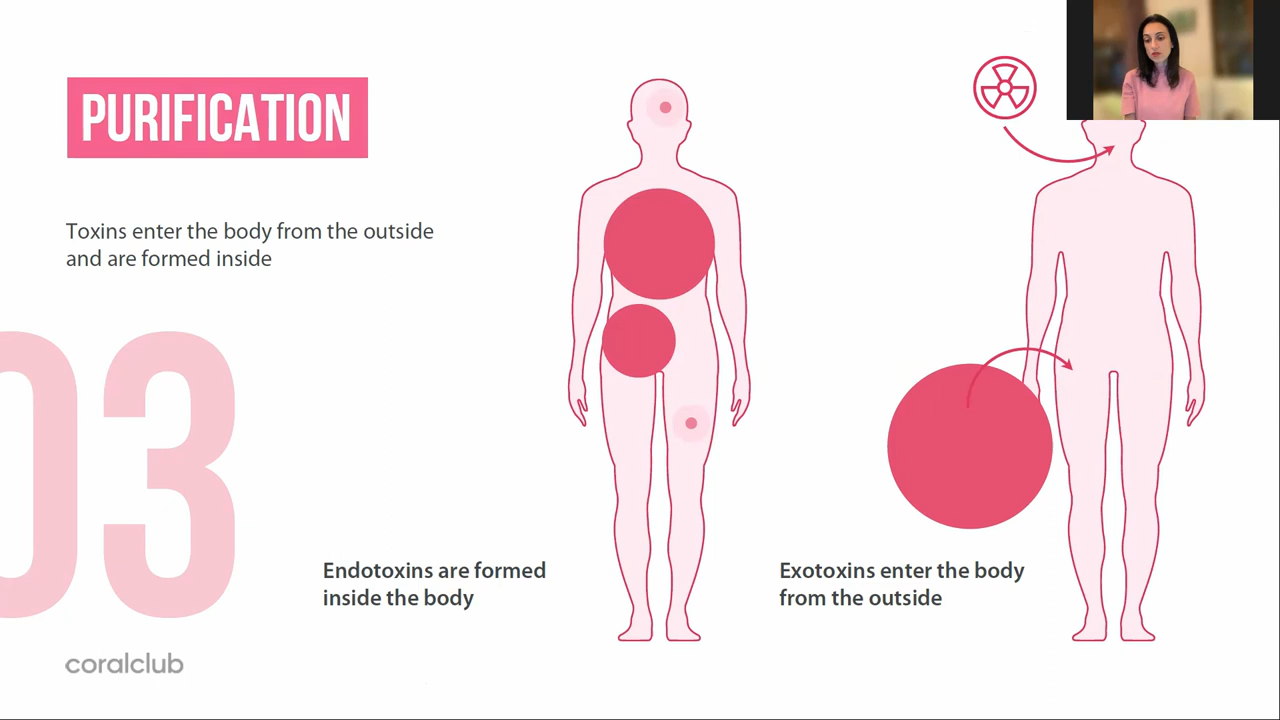 PURIFICATION
Toxins enter the body from the outside
and are formed inside
03
Endotoxins are formed
inside the body
Exotoxins enter the body
from the outside
coralclub